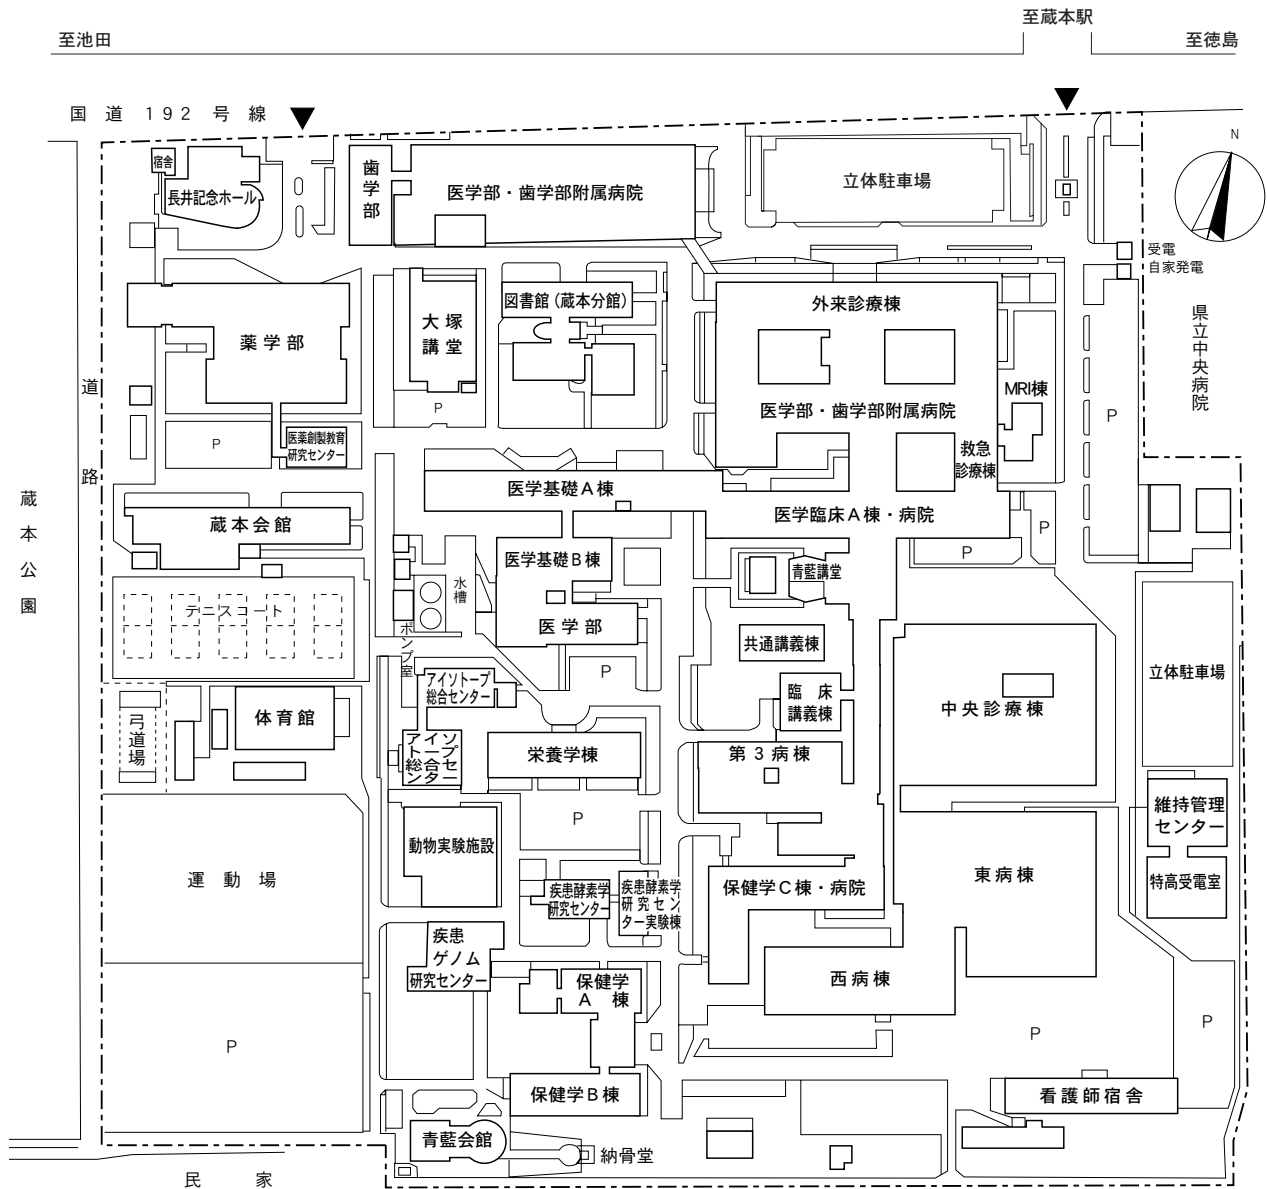 至蔵本駅
至池田
至徳島
国道192号線
N
宿舎
長井記念ホール
歯学部
医学部・歯学部附属病院
立体駐車場
受電
自家発電
県立中央病院
薬学部
大塚
講堂
P
図書館(蔵本分館)
外来診療棟
医学部・歯学部附属病院
MRI棟
救急
診療棟
P
道路
P
医薬創製教育
研究センター
蔵本公園
蔵本会館
医学基礎A棟
医学臨床A棟・病院
P
P
医学基礎B棟
青藍講堂
水槽
テニスコート
ポンプ室
医学部
共通講義棟
P
立体駐車場
アイソトープ
総合センター
臨床
講義棟
中央診療棟
弓道場
体育館
アイソ
トープ
総合セ
ンター
栄養学棟
第3病棟
P
維持管理
センター
動物実験施設
運動場
疾患酵素学
研究センター
疾患酵素学
研究セン
ター実験棟
保健学C棟・病院
東病棟
特高受電室
疾患
ゲノム
研究センター
保健学
A棟
西病棟
P
P
P
保健学B棟
看護師宿舎
青藍会館
納骨堂
民家